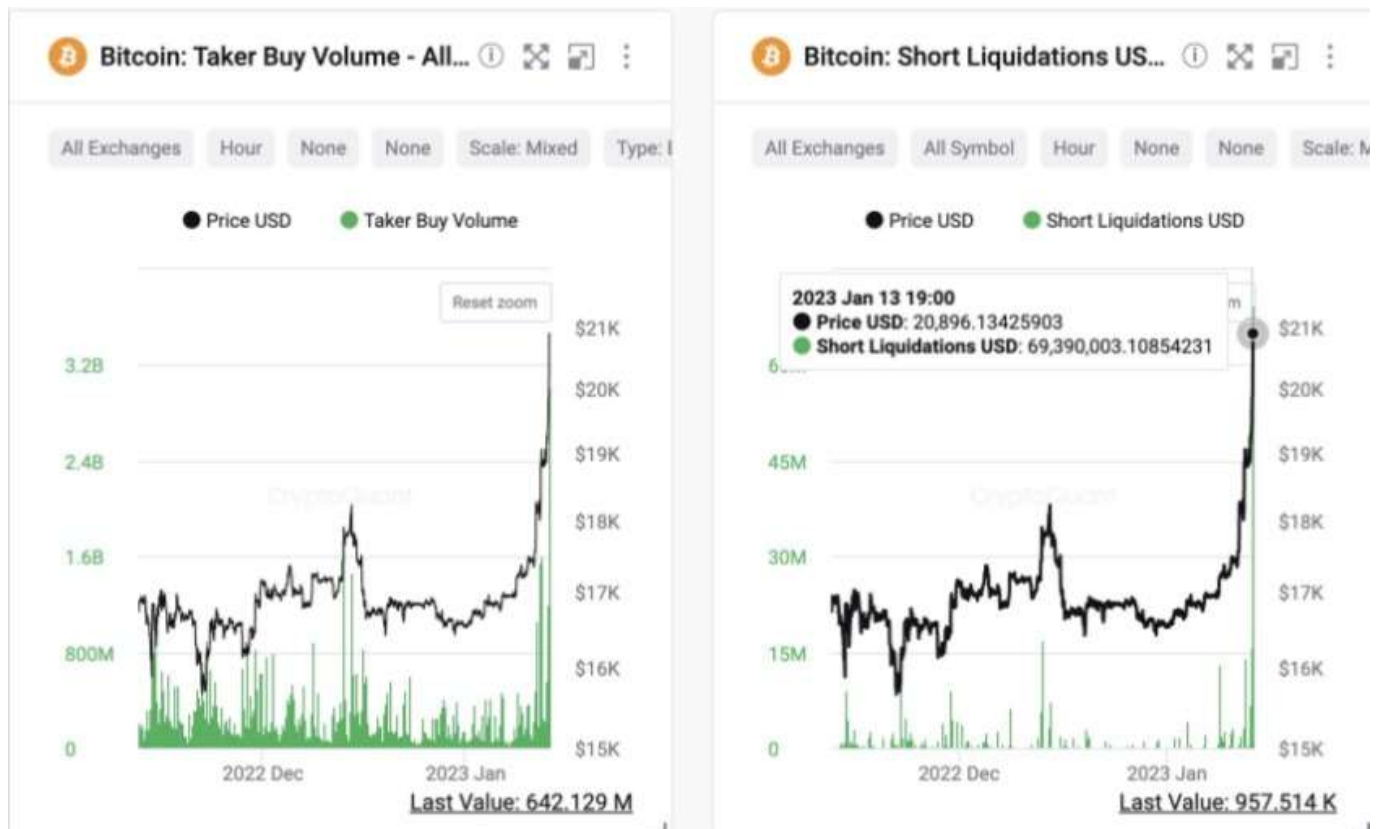 Bitcoin: Taker Buy Volume - All...
All Exchanges Hour None None Scale: Mixed Type:
Price USD Taker Buy Volume
Reset zoom
3.2B
2.4B
1.6B
800M
0
$21K
$20K
$19K
$18K
$17K
$16K
$15K
CryptoQuant
2022 Dec 2023 Jan
Last Value: 642.129 M
Bitcoin: Short Liquidations US...
All Exchanges All Symbol Hour None None Scale: M
Price USD Short Liquidations USD
2023 Jan 13 19:00
Price USD: 20,896.13425903
Short Liquidations USD: 69,390,003.10854231
45M
30M
15M
0
$21K
$20K
$19K
$18K
$17K
$16K
$15K
CryptoQuant
2022 Dec 2023 Jan
Last Value: 957.514 K